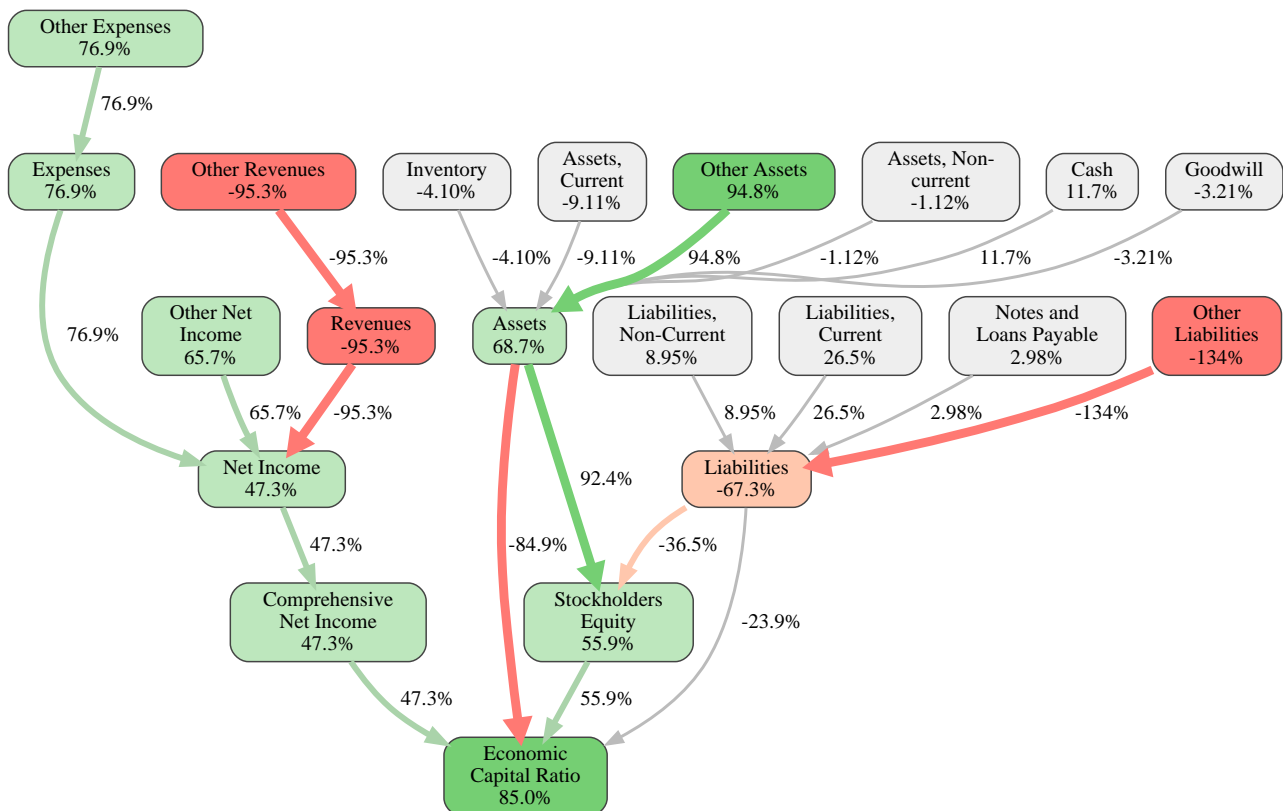 Other Expenses
76.9%
76.9%
Expenses
76.9%
Other Revenues
-95.3%
Inventory
-4.10%
Assets,
Current
-9.11%
Other Assets
94.8%
Assets, Non-
current
-1.12%
Cash
11.7%
Goodwill
-3.21%
-95.3%
-4.10%
-9.11%
94.8%
-1.12%
11.7%
-3.21%
76.9%
Other Net
Income
65.7%
Revenues
-95.3%
Assets
68.7%
Liabilities,
Non-Current
8.95%
Liabilities,
Current
26.5%
Notes and
Loans Payable
2.98%
Other
Liabilities
-134%
65.7%
-95.3%
8.95%
26.5%
2.98%
-134%
Net Income
47.3%
92.4%
Liabilities
-67.3%
47.3%
-84.9%
-36.5%
Comprehensive
Net Income
47.3%
Stockholders
Equity
55.9%
-23.9%
47.3%
55.9%
Economic
Capital Ratio
85.0%